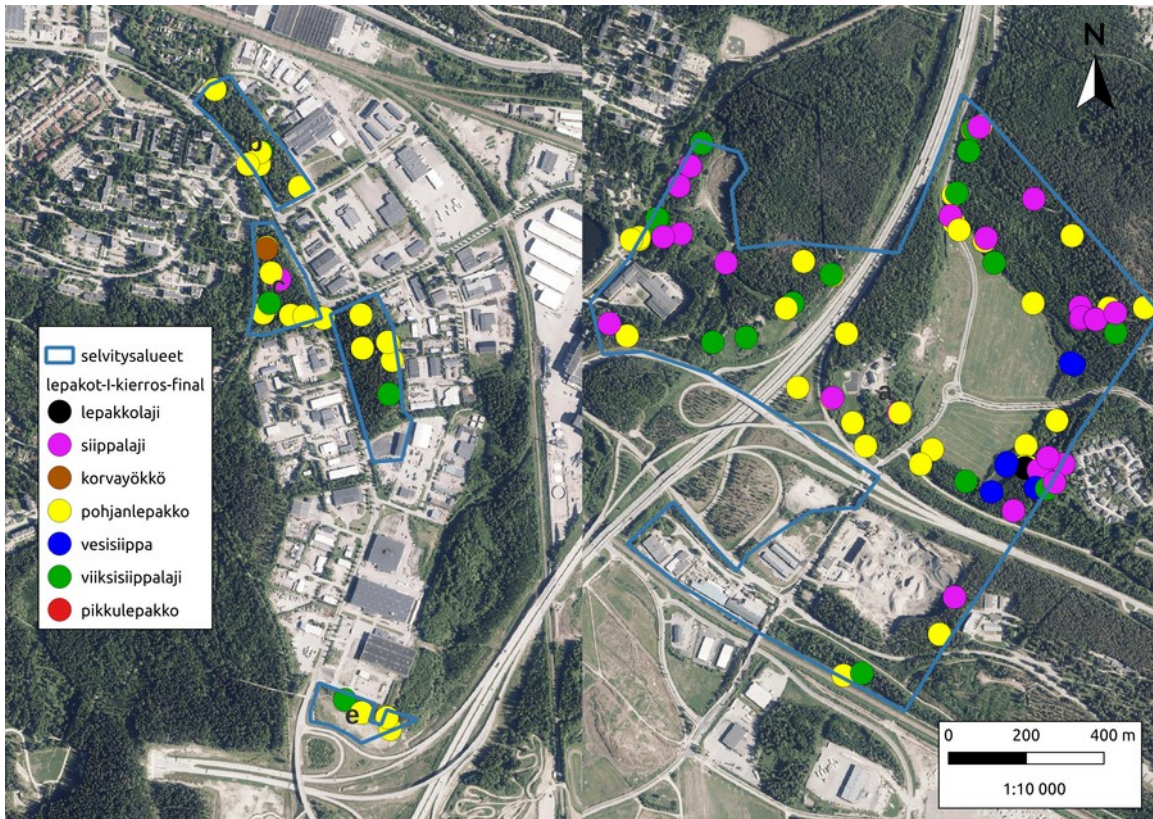 N
b
c
e
a
selvitysalueet
lepakot-I-kierros-final
lepakkolaji
siippalaji
korvayökkö
pohjanlepakko
vesisiippa
viiksisiippalaji
pikkulepakko
0 200 400 m
1:10 000